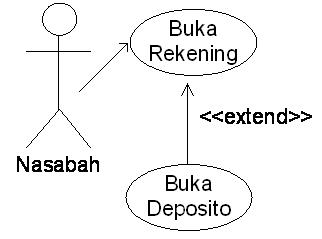 Buka
Rekening
<<extend>>
Nasabah
Buka
Deposito